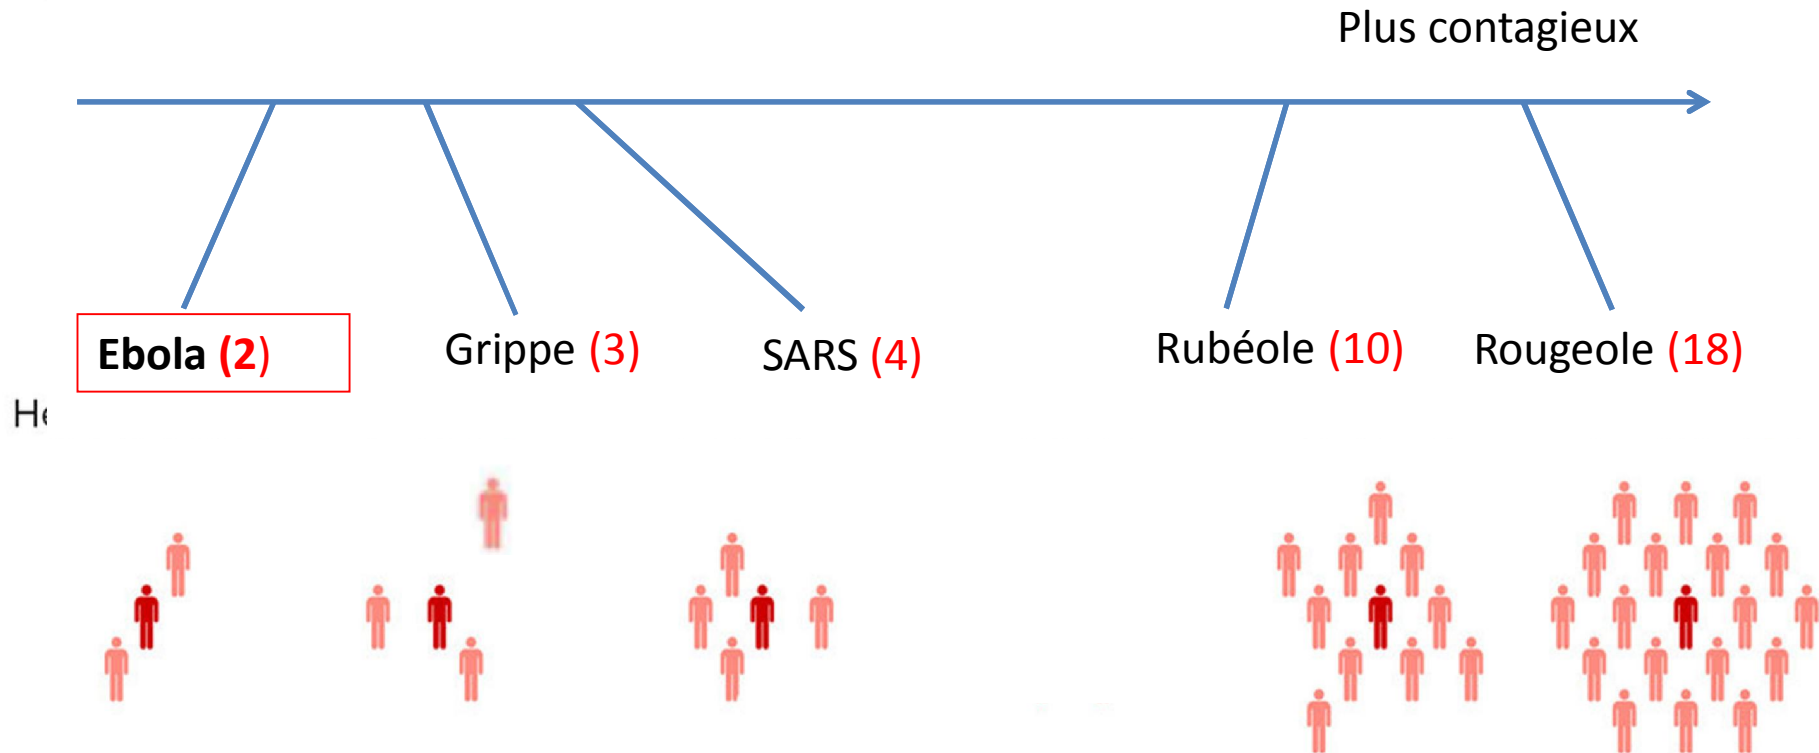 Plus contagieux
Ebola (2)
Grippe (3)
SARS (4)
Rubéole (10)
Rougeole (18)